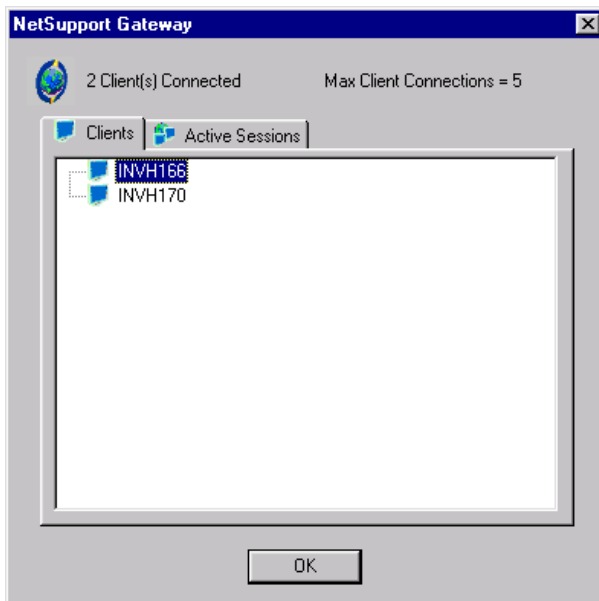 NetSupport Gateway
2 Client(s) Connected Max Client Connections = 5
Clients Active Sessions
INVH166
INVH170
OK